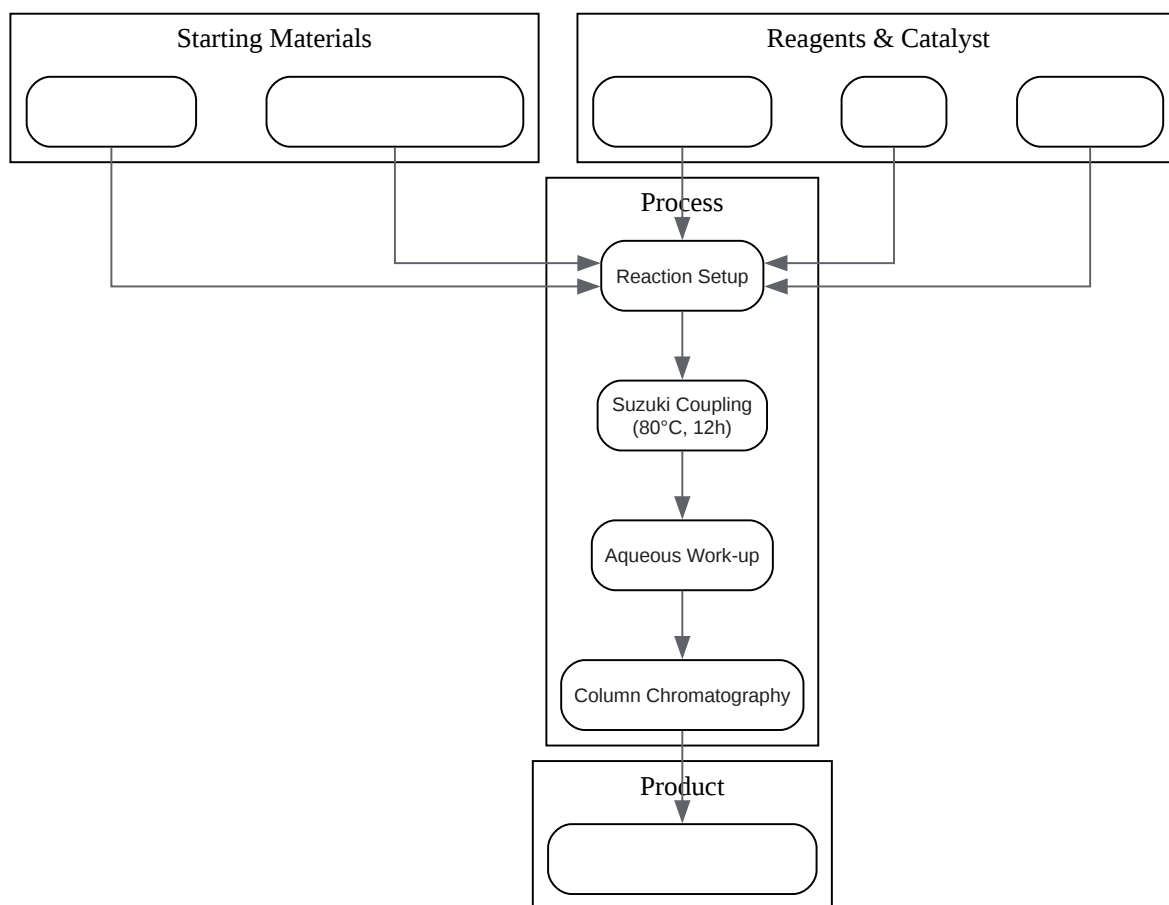 Starting Materials
Reagents & Catalyst
Process
Reaction Setup
Suzuki Coupling
(80°C, 12h)
Aqueous Work-up
Column Chromatography
Product